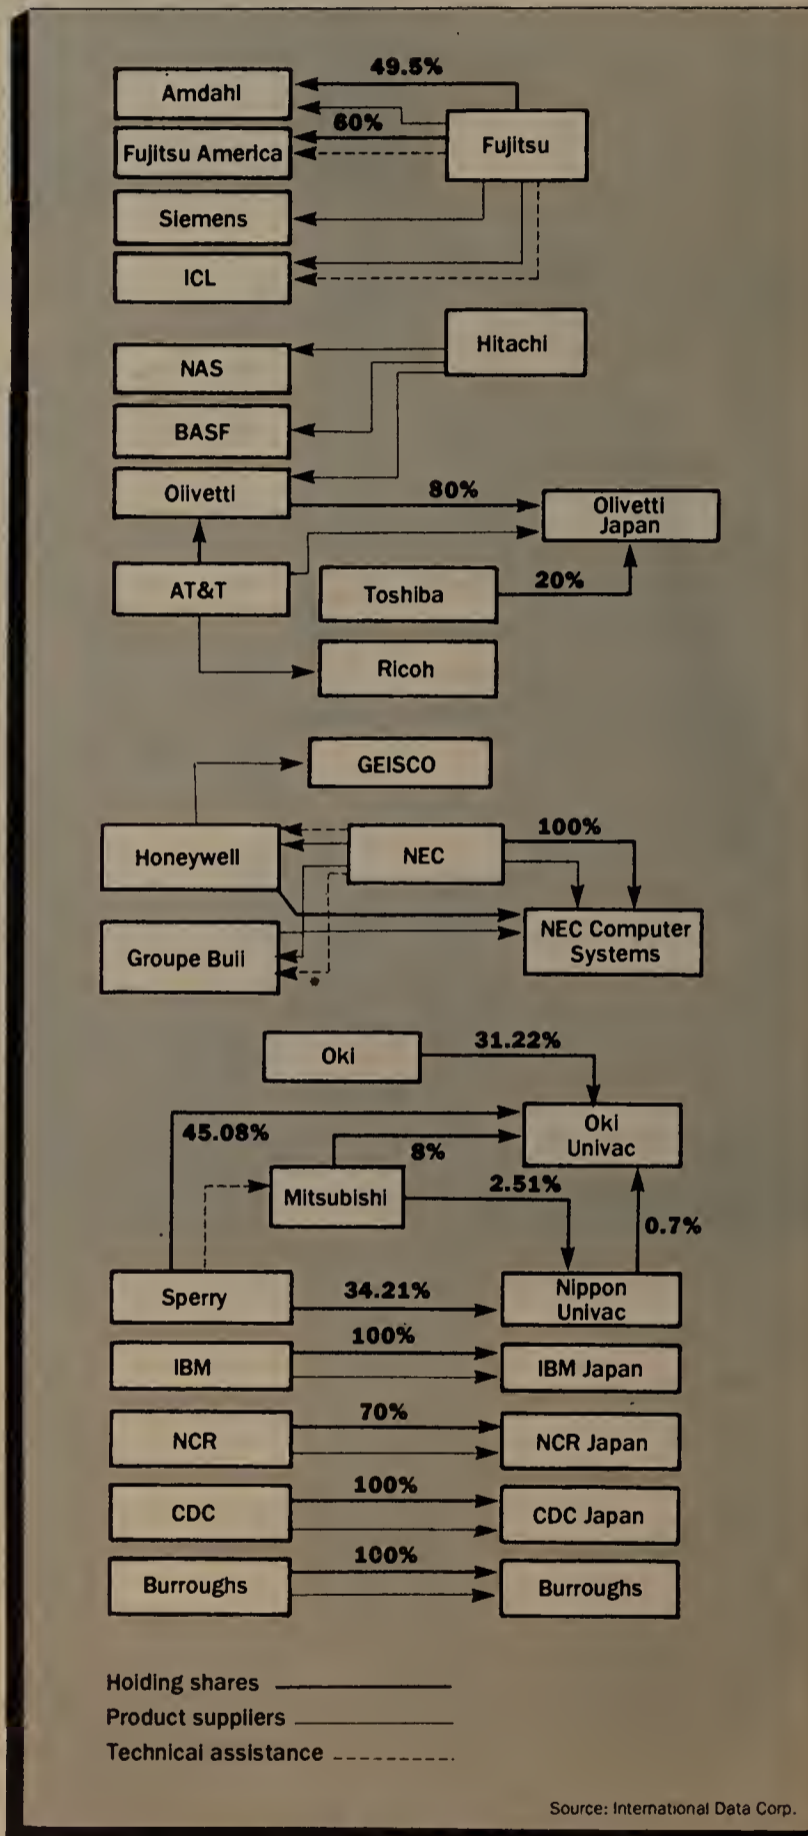 49.5%
Amdahl
60%
Fujitsu
Fujitsu America
Siemens
ICL
Hitachi
NAS
BASF
Olivetti
80%
Olivetti
Japan
AT&T
Toshiba
20%
Ricoh
GEISCO
Honeywell
NEC
100%
Groupe Bull
NEC Computer
Systems
Oki
31.22%
45.08%
Oki
Univac
8%
Mitsubishi
2.51%
0.7%
Sperry
34.21%
Nippon
Univac
IBM
100%
IBM Japan
NCR
70%
NCR Japan
CDC
100%
CDC Japan
Burroughs
100%
Burroughs
Holding shares
Product suppliers
Technical assistance
Source: International Data Corp.